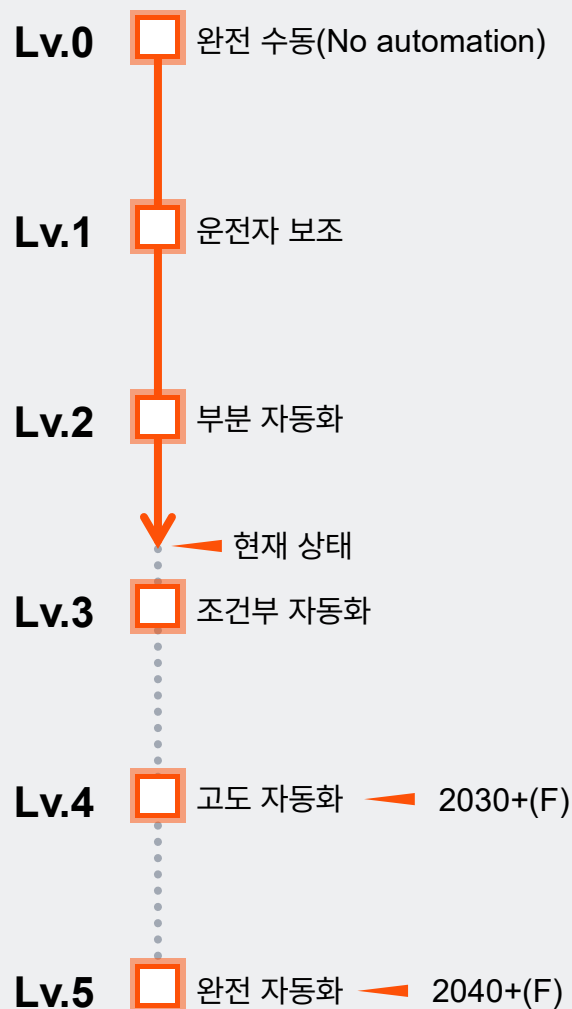 Lv.0 완전 수동(No automation)
Lv.1 운전자 보조
Lv.2 부분 자동화
현재 상태
Lv.3 조건부 자동화
Lv.4 고도 자동화 2030+(F)
Lv.5 완전 자동화 2040+(F)